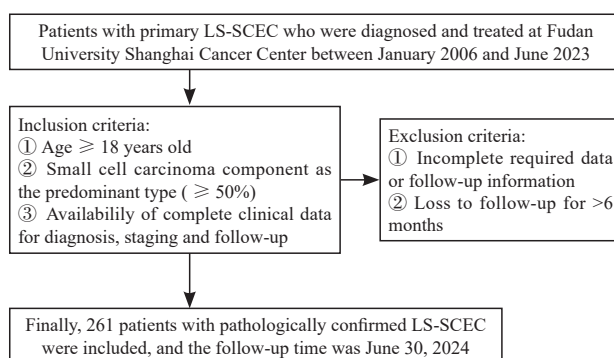 Patients with primary LS-SCEC who were diagnosed and treated at Fudan
University Shanghai Cancer Center between January 2006 and June 2023
Inclusion criteria:
① Age ⩾ 18 years old
② Small cell carcinoma component as
the predominant type ( ⩾ 50%)
③ Availability of complete clinical data
for diagnosis, staging and follow-up
Exclusion criteria:
① Incomplete required data
or follow-up information
② Loss to follow-up for >6
months
Finally, 261 patients with pathologically confirmed LS-SCEC
were included, and the follow-up time was June 30, 2024